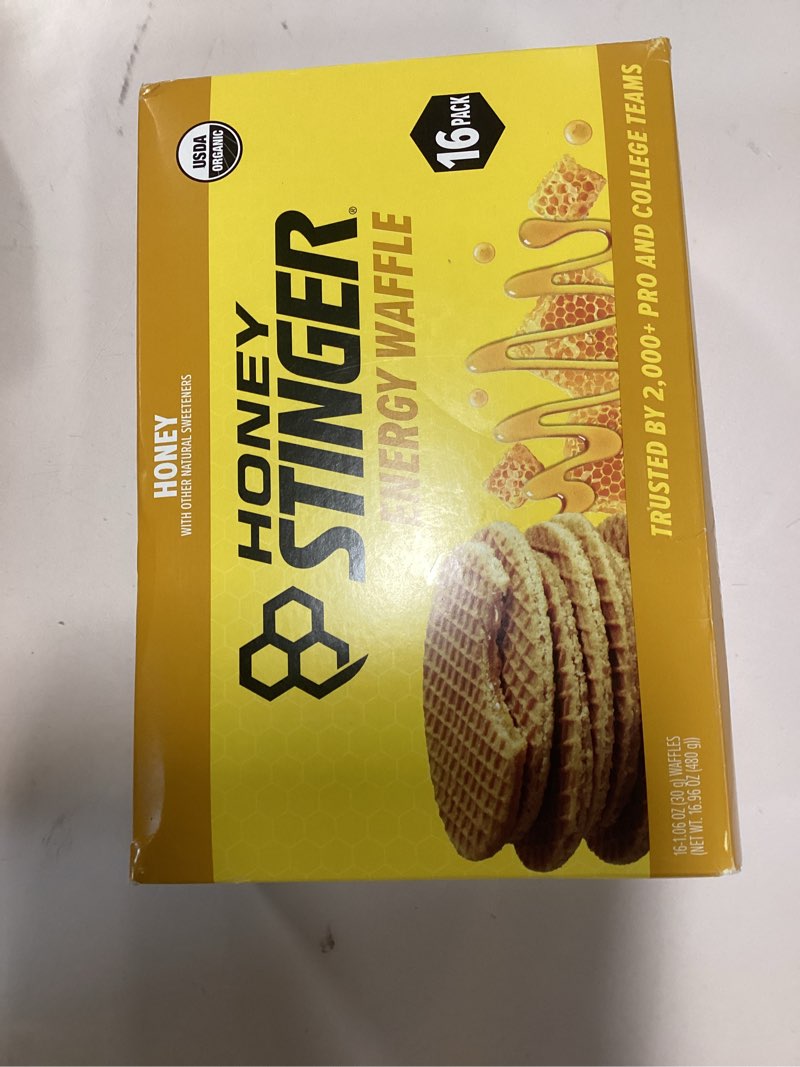 HONEY
WITH OTHER NATURAL SWEETENERS
USDA
ORGANIC
HONEY
STINGER®
ENERGY WAFFLE
16 PACK
TRUSTED BY 2,000+ PRO AND COLLEGE TEAMS
16-1.06 OZ (30 g) WAFFLES
(NET WT. 16.96 OZ (480 g))